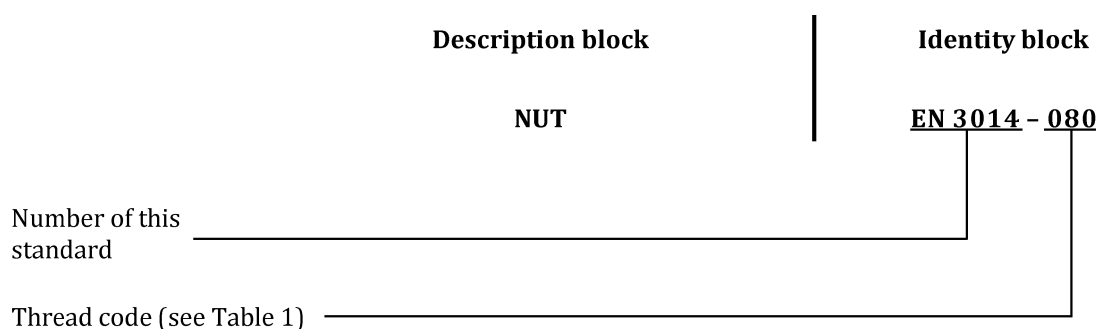 Description block Identity block
NUT EN 3014 – 080
Number of this
standard
Thread code (see Table 1)